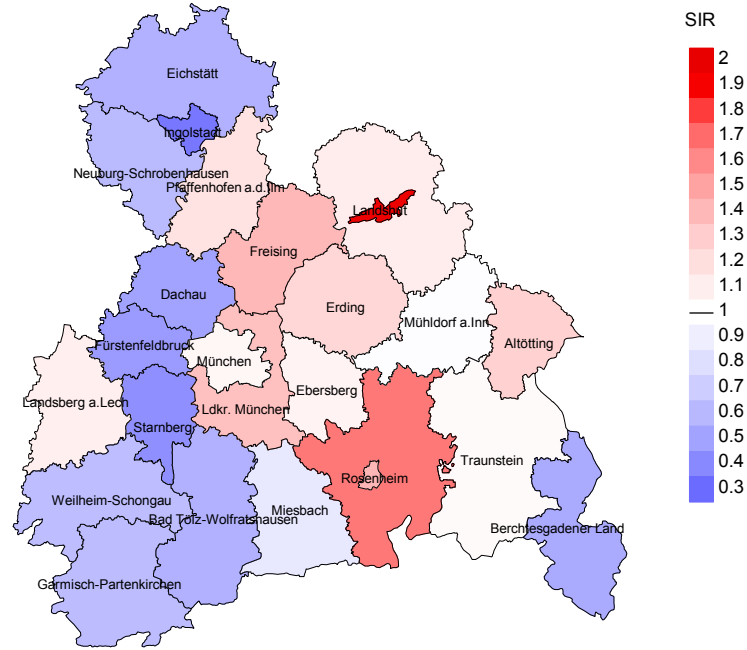 SIR
2
1.9
1.8
1.7
1.6
1.5
1.4
1.3
1.2
1.1
1
0.9
0.8
0.7
0.6
0.5
0.4
0.3
Eichstätt
Ingolstadt
Neuburg-Schrobenhausen
Pfaffenhofen a.d.Ilm
Landshut
Freising
Dachau
Erding
Mühldorf a.Inn
Altötting
Fürstenfeldbruck
München
Ebersberg
Landsberg a.Lech
Ldkr. München
Starnberg
Traunstein
Rosenheim
Weilheim-Schongau
Miesbach
Bad Tölz-Wolfratshausen
Berchtesgadener Land
Garmisch-Partenkirchen